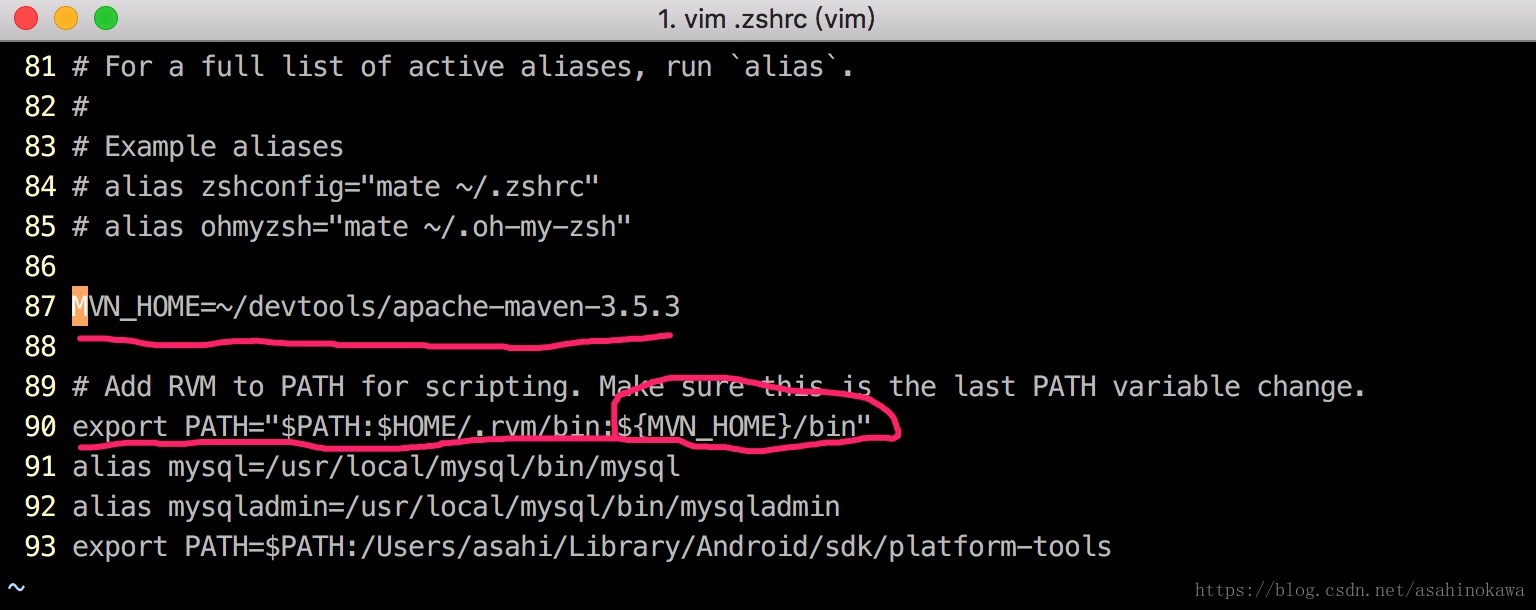 1. vim .zshrc (vim)
81 # For a full list of active aliases, run `alias`.
82 #
83 # Example aliases
84 # alias zshconfig="mate ~/.zshrc"
85 # alias ohmyzsh="mate ~/.oh-my-zsh"
86
87 MVN_HOME=~/devtools/apache-maven-3.5.3
88
89 # Add RVM to PATH for scripting. Make sure this is the last PATH variable change.
90 export PATH="$PATH:$HOME/.rvm/bin:${MVN_HOME}/bin"
91 alias mysql=/usr/local/mysql/bin/mysql
92 alias mysqladmin=/usr/local/mysql/bin/mysqladmin
93 export PATH=$PATH:/Users/asahi/Library/Android/sdk/platform-tools
~
https://blog.csdn.net/asahinokawa